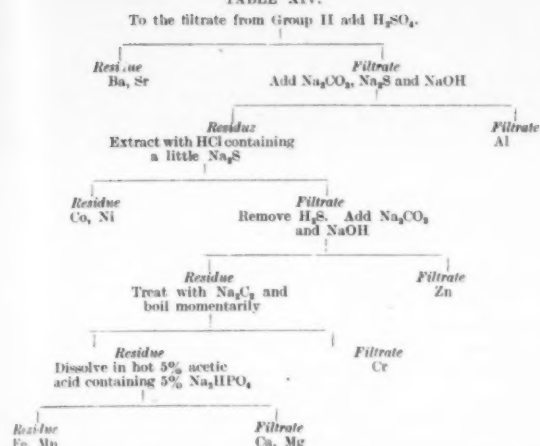 TABLE XIV.
To the filtrate from Group II add H₂SO₄.
Residue
Filtrate
Ba, Sr
Add Na₂CO₃, Na₂S and NaOH
Residue
Filtrate
Extract with HCl containing
Al
a little Na₂S
Residue
Filtrate
Co, Ni
Remove H₂S. Add Na₂CO₃
and NaOH
Residue
Filtrate
Treat with Na₂C₂ and
Zn
boil momentarily
Residue
Filtrate
Dissolve in hot 5% acetic
Cr
acid containing 5% Na₂HPO₄
Residue
Filtrate
Fe, Mn
Ca, Mg